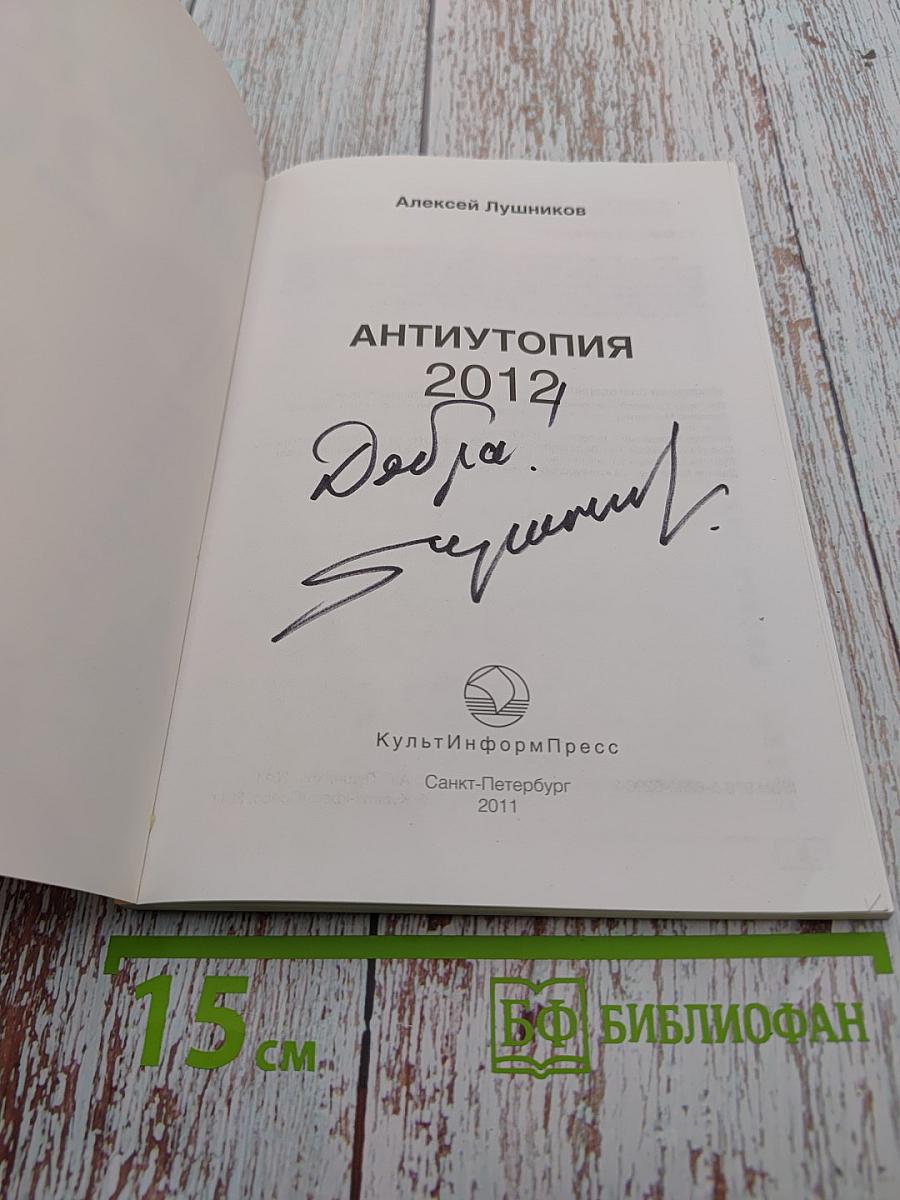 Алексей Лушников
АНТИУТОПИЯ
2012
Добра!
КультИнформПресс
Санкт-Петербург
2011
15 см
БФ БИБЛИОФАН